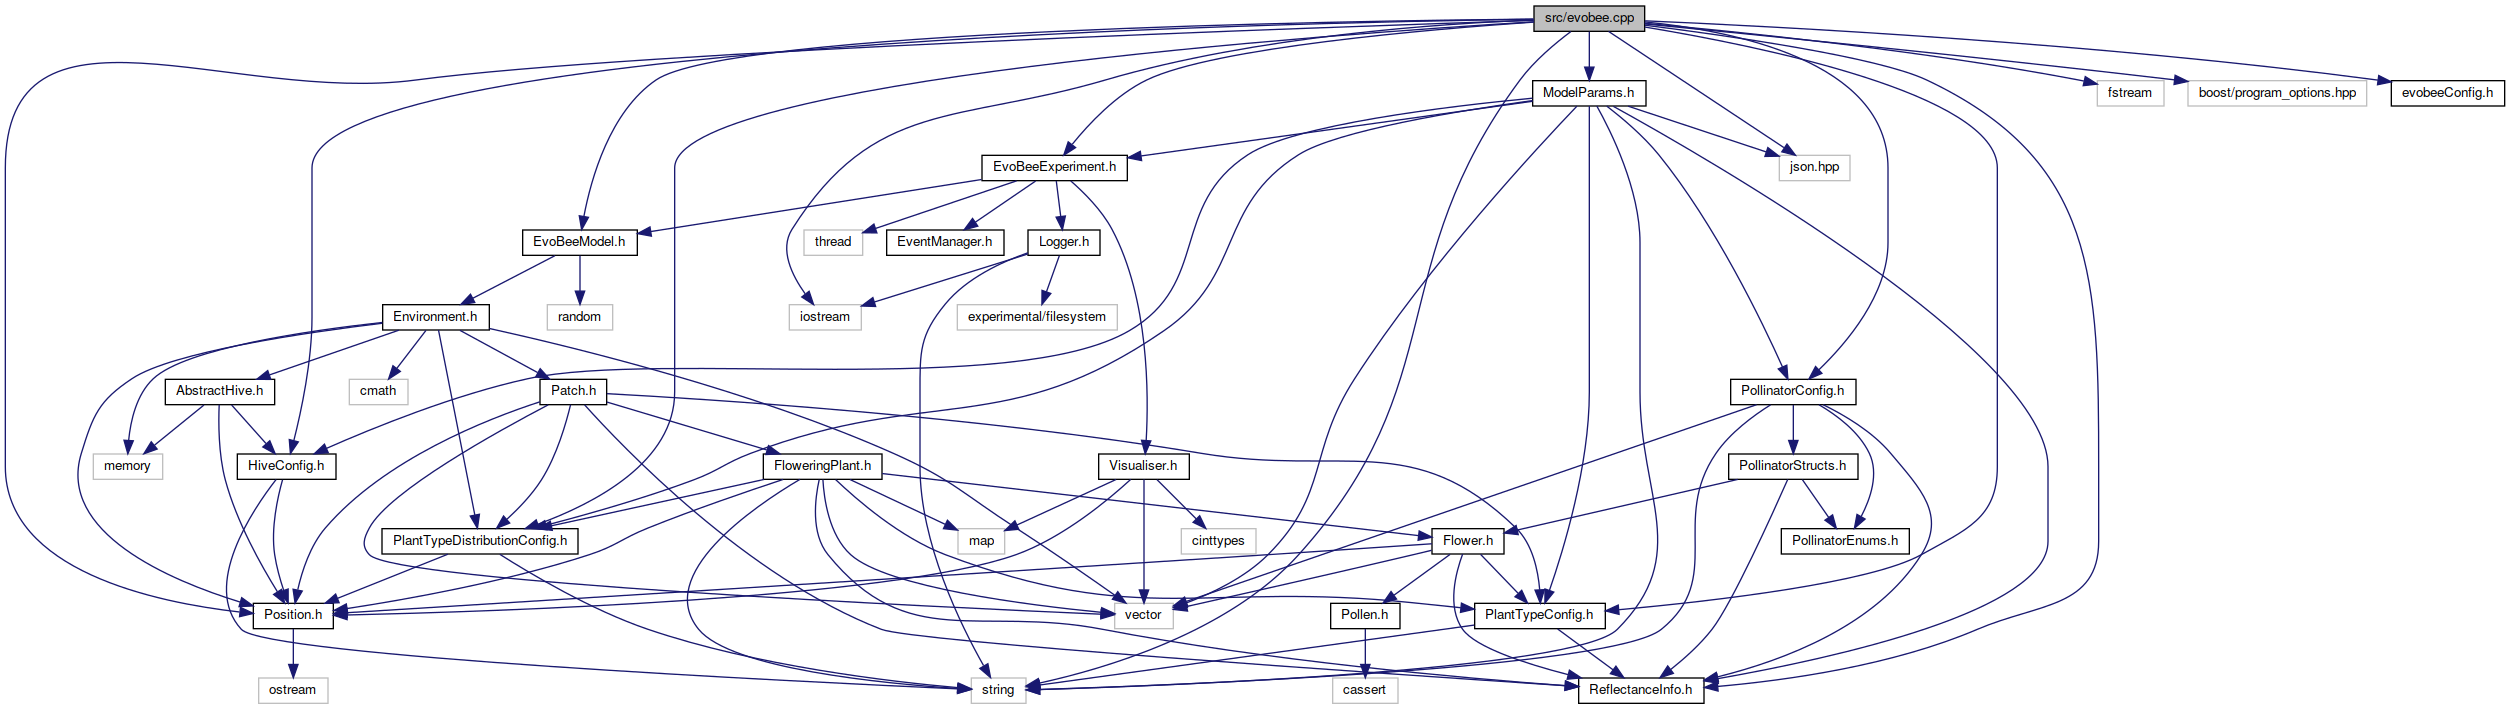 src/evobee.cpp
ModelParams.h
fstream
boost/program_options.hpp
evobeeConfig.h
EvoBeeExperiment.h
json.hpp
EvoBeeModel.h
thread
EventManager.h
Logger.h
Environment.h
random
iostream
experimental/filesystem
AbstractHive.h
cmath
Patch.h
PollinatorConfig.h
memory
HiveConfig.h
FloweringPlant.h
Visualiser.h
PollinatorStructs.h
PlantTypeDistributionConfig.h
map
cinttypes
Flower.h
PollinatorEnums.h
Position.h
vector
Pollen.h
PlantTypeConfig.h
ostream
string
cassert
ReflectanceInfo.h